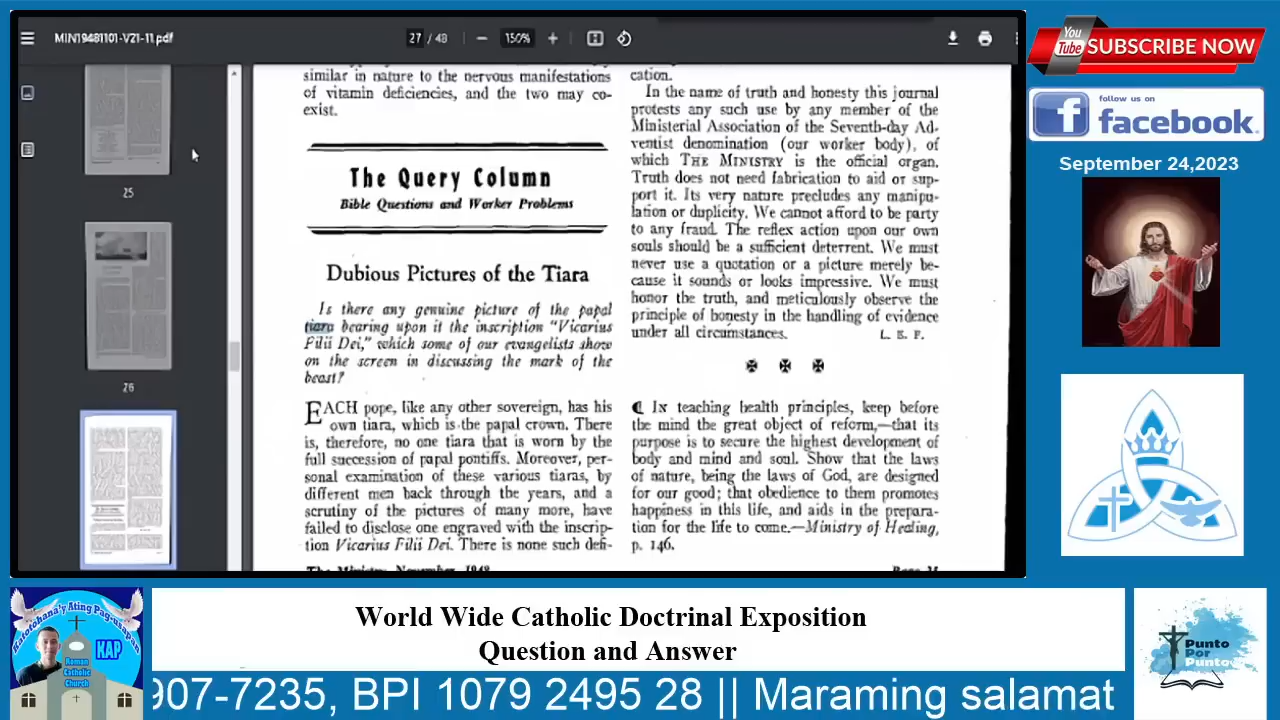 MIN19481101-V21-11.pdf
27 / 48
150%
25
26
similar in nature to the nervous manifestations
of vitamin deficiencies, and the two may co-
exist.
The Query Column
Bible Questions and Worker Problems
Dubious Pictures of the Tiara
Is there any genuine picture of the papal
tiara bearing upon it the inscription "Vicarius
Filii Dei," which some of our evangelists show
on the screen in discussing the mark of the
beast?
EACH pope, like any other sovereign, has his
own tiara, which is the papal crown. There
is, therefore, no one tiara that is worn by the
full succession of papal pontiffs. Moreover, per-
sonal examination of these various tiaras, by
different men back through the years, and a
scrutiny of the pictures of many more, have
failed to disclose one engraved with the inscrip-
tion Vicarius Filii Dei. There is none such defi-
The Ministry, November, 1948
cation.
In the name of truth and honesty this journal
protests any such use by any member of the
Ministerial Association of the Seventh-day Ad-
ventist denomination (our worker body), of
which THE MINISTRY is the official organ.
Truth does not need fabrication to aid or sup-
port it. Its very nature precludes any manipu-
lation or duplicity. We cannot afford to be party
to any fraud. The reflex action upon our own
souls should be a sufficient deterrent. We must
never use a quotation or a picture merely be-
cause it sounds or looks impressive. We must
honor the truth, and meticulously observe the
principle of honesty in the handling of evidence
under all circumstances. L. E. F.
IN teaching health principles, keep before
the mind the great object of reform,—that its
purpose is to secure the highest development of
body and mind and soul. Show that the laws
of nature, being the laws of God, are designed
for our good; that obedience to them promotes
happiness in this life, and aids in the prepara-
tion for the life to come.—Ministry of Healing,
p. 146.
You
Tube SUBSCRIBE NOW
follow us on
facebook.
September 24,2023
Katotohana'y Ating Pag-usapan
KAP
Roman
Catholic
Church
World Wide Catholic Doctrinal Exposition
Question and Answer
Punto
Por
Punto
907-7235, BPI 1079 2495 28 || Maraming salamat